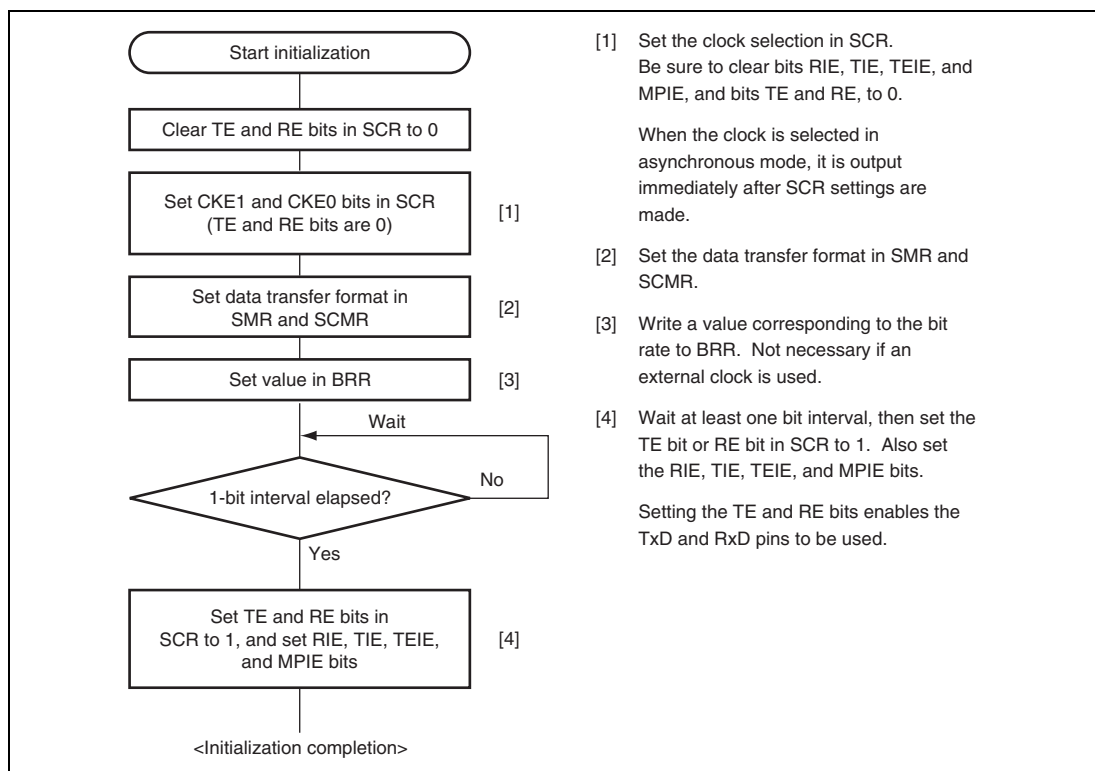 Start initialization
Clear TE and RE bits in SCR to 0
Set CKE1 and CKE0 bits in SCR
(TE and RE bits are 0)
[1]
Set data transfer format in
SMR and SCMR
[2]
Set value in BRR
[3]
Wait
1-bit interval elapsed?
No
Yes
Set TE and RE bits in
SCR to 1, and set RIE, TIE, TEIE,
and MPIE bits
[4]
<Initialization completion>
[1] Set the clock selection in SCR.
Be sure to clear bits RIE, TIE, TEIE, and
MPIE, and bits TE and RE, to 0.
When the clock is selected in
asynchronous mode, it is output
immediately after SCR settings are
made.
[2] Set the data transfer format in SMR and
SCMR.
[3] Write a value corresponding to the bit
rate to BRR. Not necessary if an
external clock is used.
[4] Wait at least one bit interval, then set the
TE bit or RE bit in SCR to 1. Also set
the RIE, TIE, TEIE, and MPIE bits.
Setting the TE and RE bits enables the
TxD and RxD pins to be used.